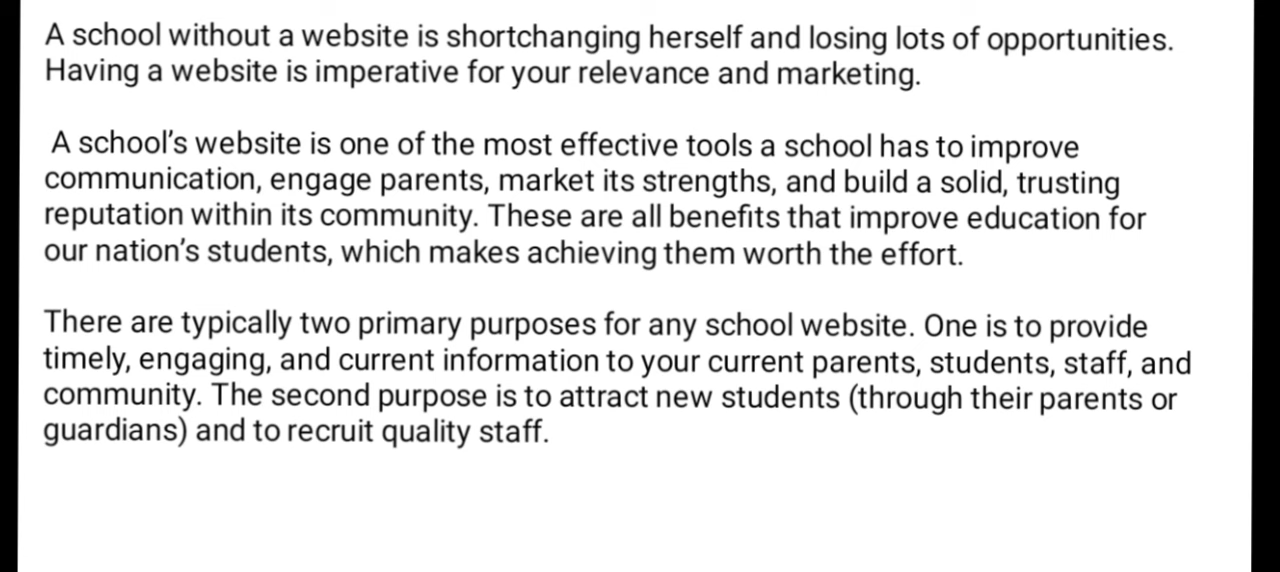 A school without a website is shortchanging herself and losing lots of opportunities.
Having a website is imperative for your relevance and marketing.
A school's website is one of the most effective tools a school has to improve
communication, engage parents, market its strengths, and build a solid, trusting
reputation within its community. These are all benefits that improve education for
our nation's students, which makes achieving them worth the effort.
There are typically two primary purposes for any school website. One is to provide
timely, engaging, and current information to your current parents, students, staff, and
community. The second purpose is to attract new students (through their parents or
guardians) and to recruit quality staff.